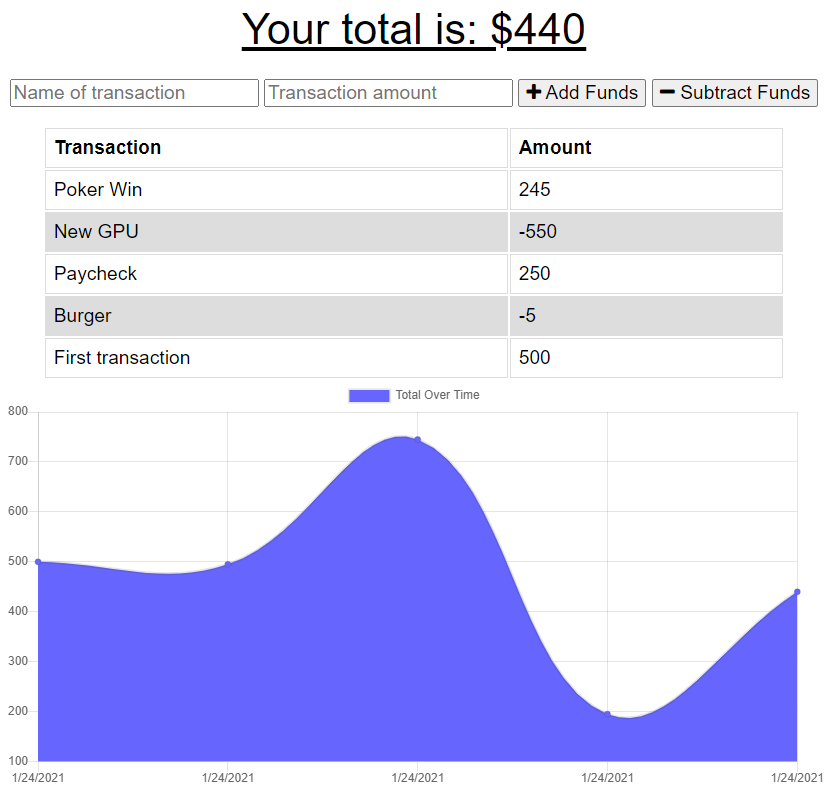 Your total is: $440
Name of transaction Transaction amount Add Funds Subtract Funds
Transaction Amount
Poker Win 245
New GPU -550
Paycheck 250
Burger -5
First transaction 500
Total Over Time
800
700
600
500
400
300
200
100
1/24/2021 1/24/2021 1/24/2021 1/24/2021 1/24/2021